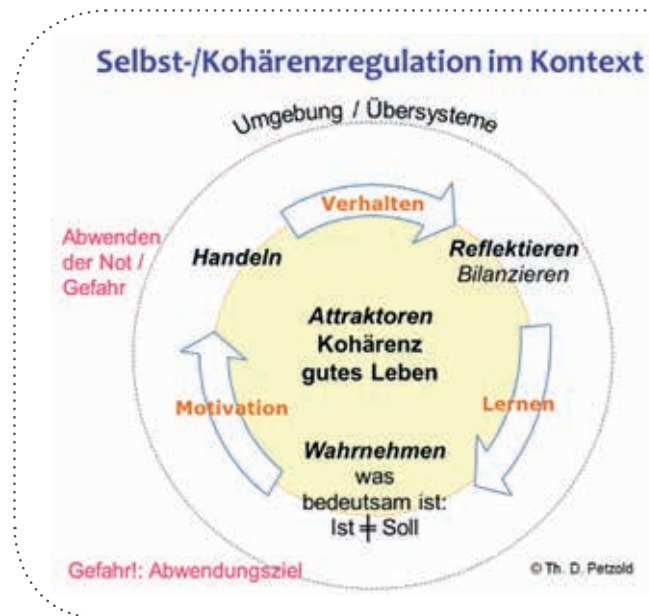 Selbst-/Kohärenzregulation im Kontext
Umgebung / Übersysteme
Verhalten
Abwenden
der Not /
Gefahr
Handeln
Reflektieren
Bilanzieren
Attraktoren
Kohärenz
gutes Leben
Motivation
Lernen
Wahrnehmen
was
bedeutsam ist:
Ist ╪ Soll
Gefahr!: Abwendungsziel
© Th. D. Petzold